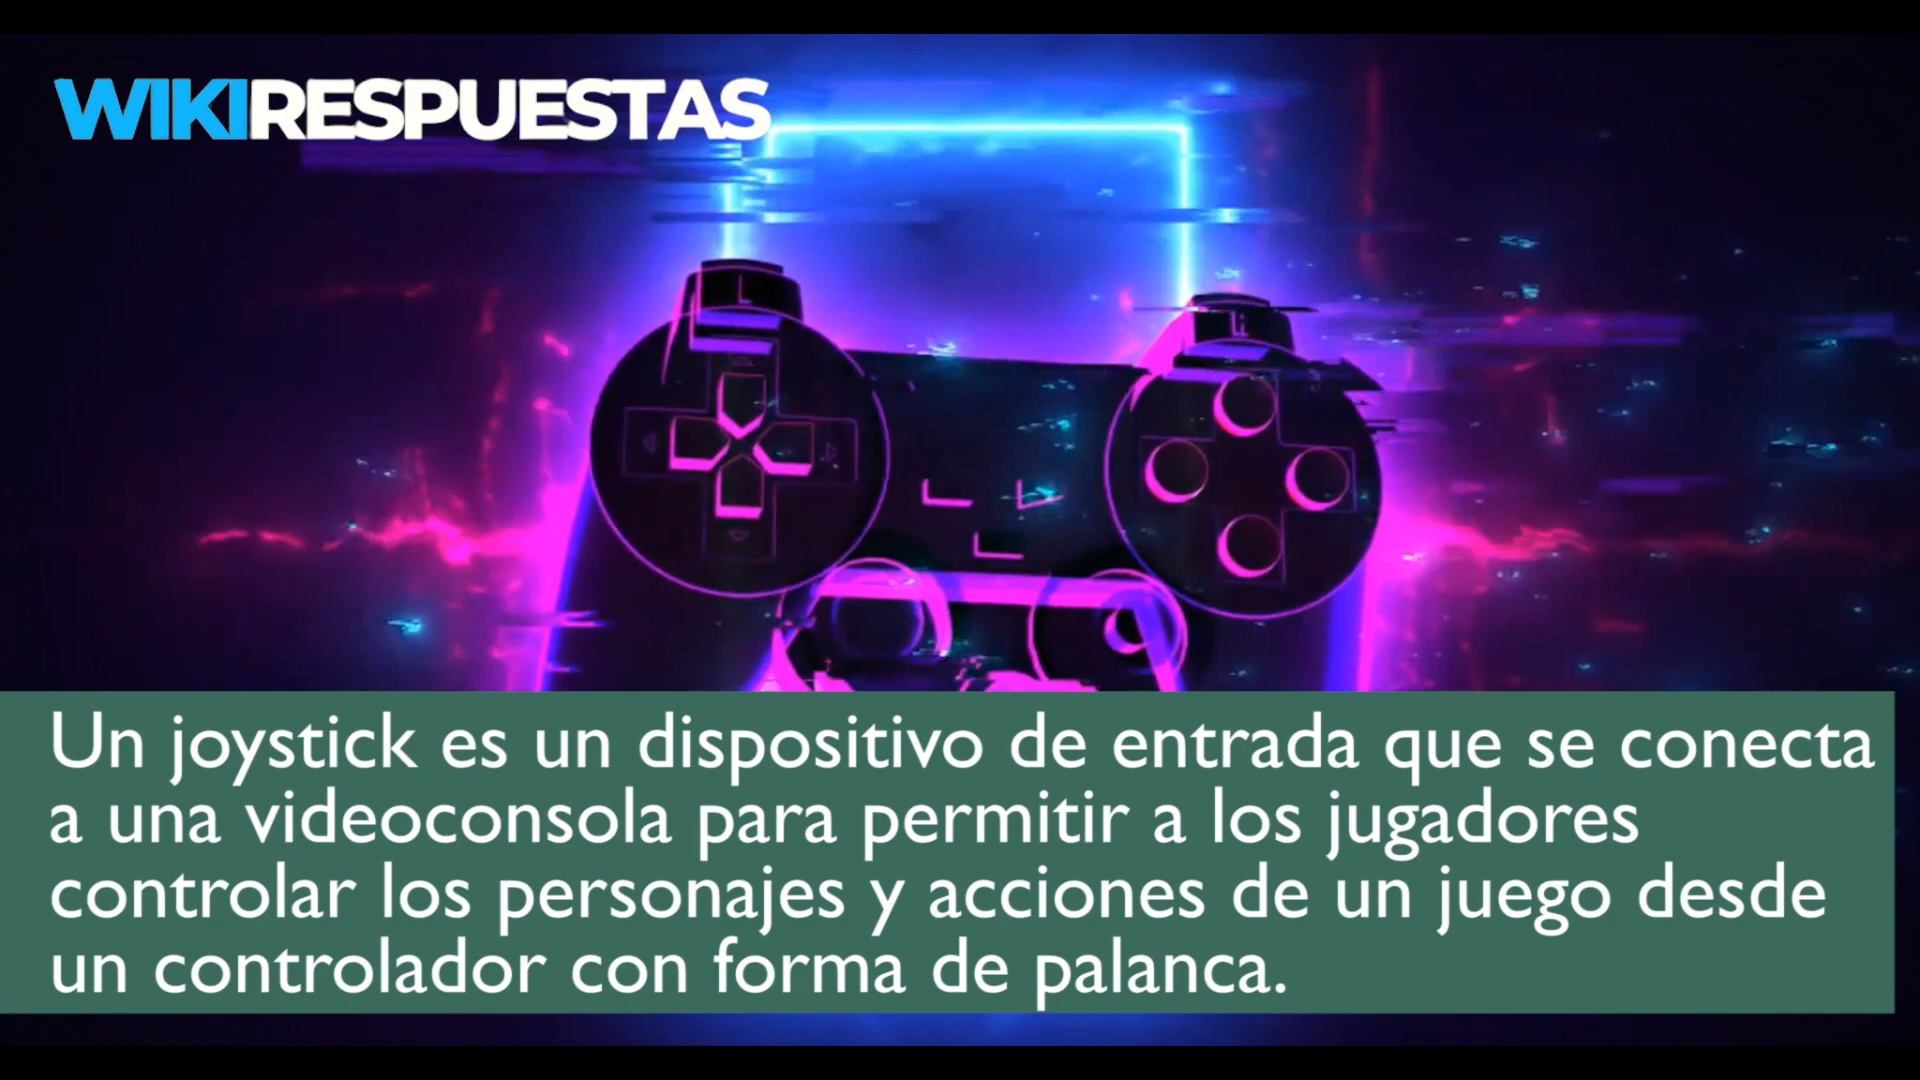 WIKIRESPUESTAS
L
Un joystick es un dispositivo de entrada que se conecta
a una videoconsola para permitir a los jugadores
controlar los personajes y acciones de un juego desde
un controlador con forma de palanca.